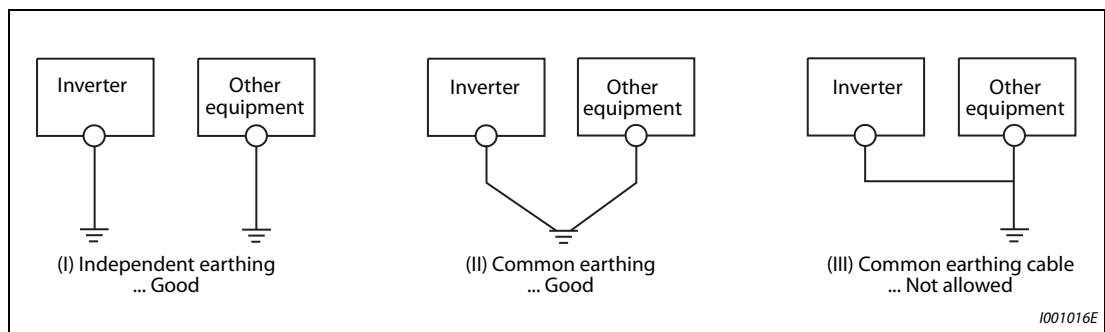 Inverter
Other
equipment
(I) Independent earthing
... Good
Inverter
Other
equipment
(II) Common earthing
... Good
Inverter
Other
equipment
(III) Common earthing cable
... Not allowed
I001016E